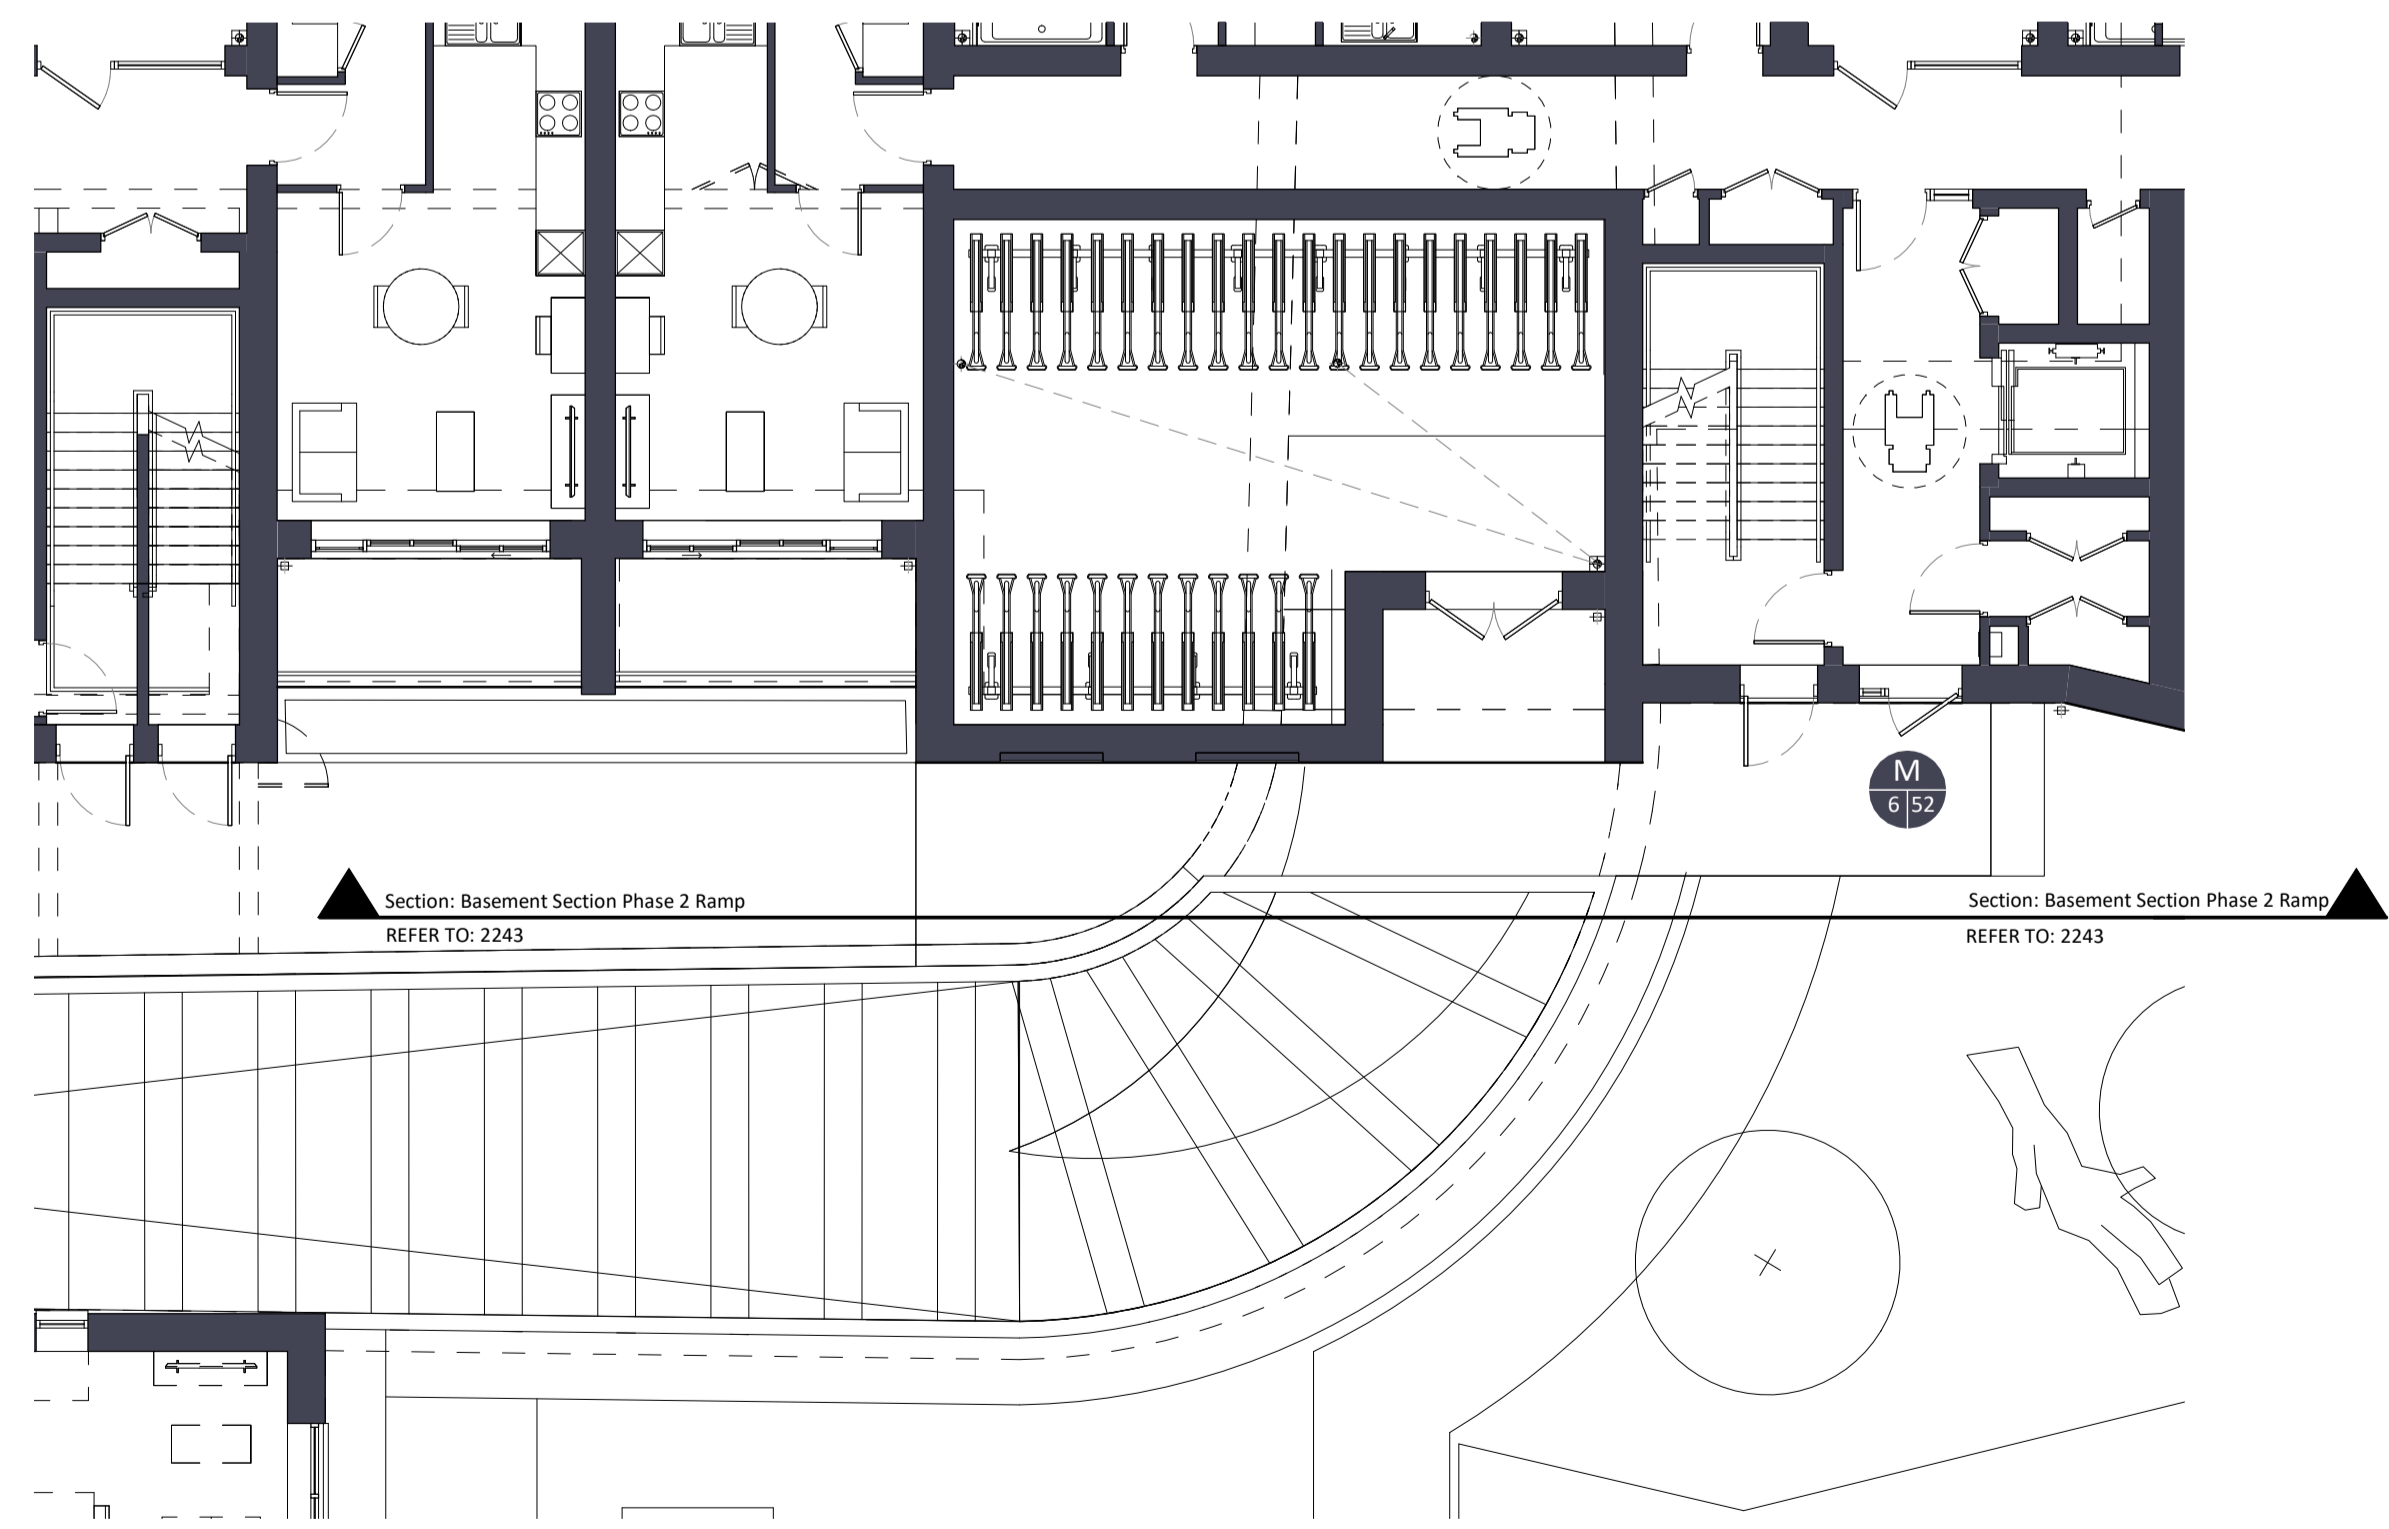 M
6 52
Section: Basement Section Phase 2 Ramp
REFER TO: 2243
Section: Basement Section Phase 2 Ramp
REFER TO: 2243